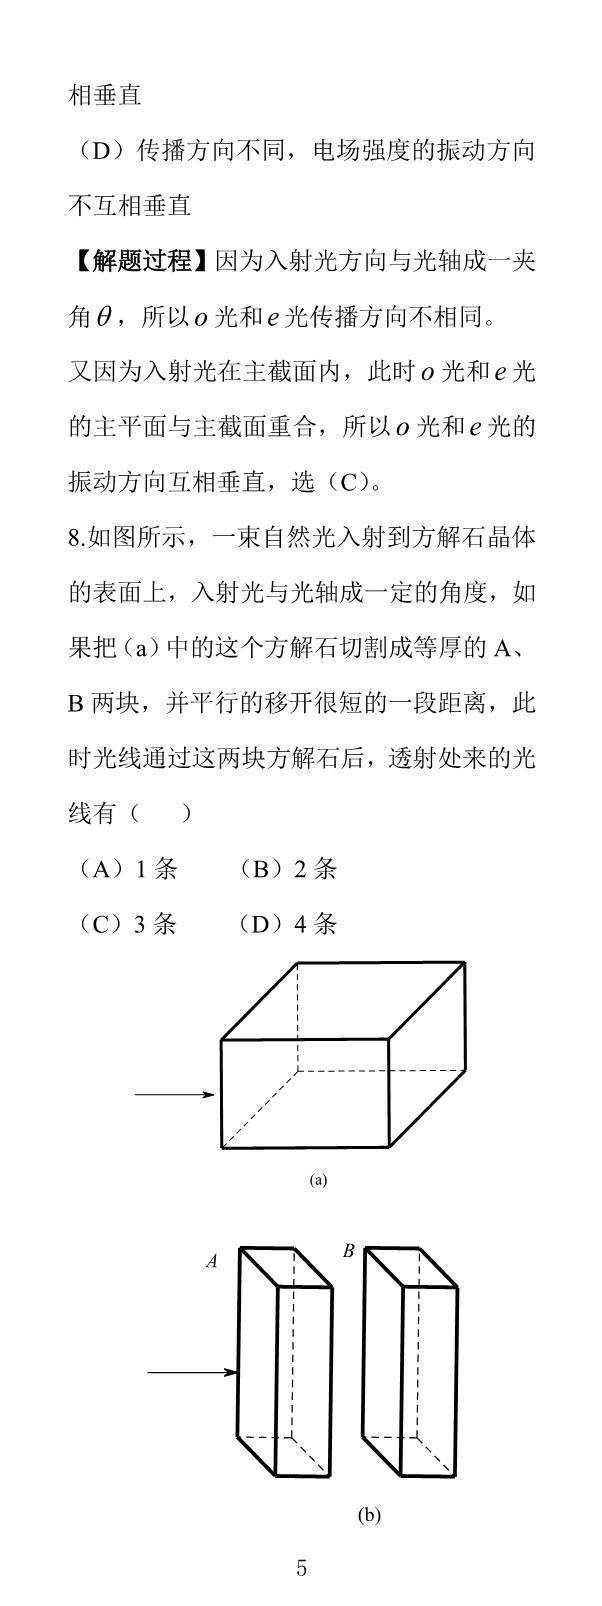 相垂直
（D）传播方向不同，电场强度的振动方向
不互相垂直
【解题过程】因为入射光方向与光轴成一夹
角θ，所以o光和e光传播方向不相同。
又因为入射光在主截面内，此时o光和e光
的主平面与主截面重合，所以o光和e光的
振动方向互相垂直，选（C）。
8.如图所示，一束自然光入射到方解石晶体
的表面上，入射光与光轴成一定的角度，如
果把（a）中的这个方解石切割成等厚的 A、
B 两块，并平行的移开很短的一段距离，此
时光线通过这两块方解石后，透射处来的光
线有（　　）
（A）1 条　　（B）2 条
（C）3 条　　（D）4 条
(a)
A　B
(b)
5